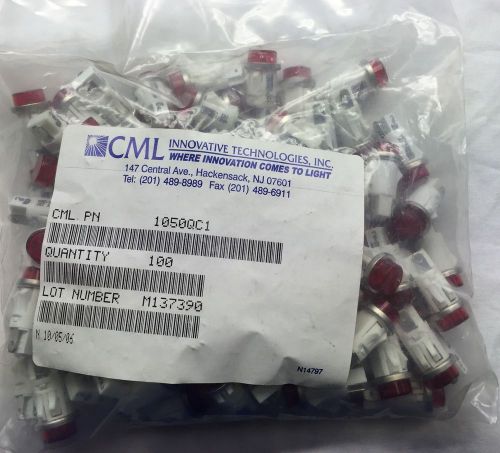 CML INNOVATIVE TECHNOLOGIES, INC.
WHERE INNOVATION COMES TO LIGHT
147 Central Ave., Hackensack, NJ 07601
Tel: (201) 489-8989 Fax (201) 489-6911
CML PN 1050QC1
QUANTITY 100
LOT NUMBER M137390
M 10/05/06
N14797